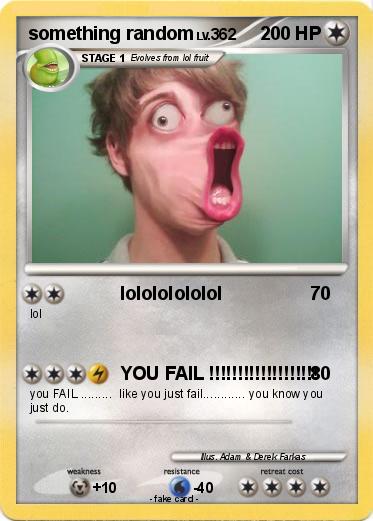 something random LV.362 200 HP
STAGE 1 Evolves from lol fruit
lolololololol 70
lol
YOU FAIL !!!!!!!!!!!!!!!!!!! 80
you FAIL.......... like you just fail............ you know you
just do.
Illus. Adam & Derek Farkas
weakness resistance retreat cost
+10 -40
- fake card -